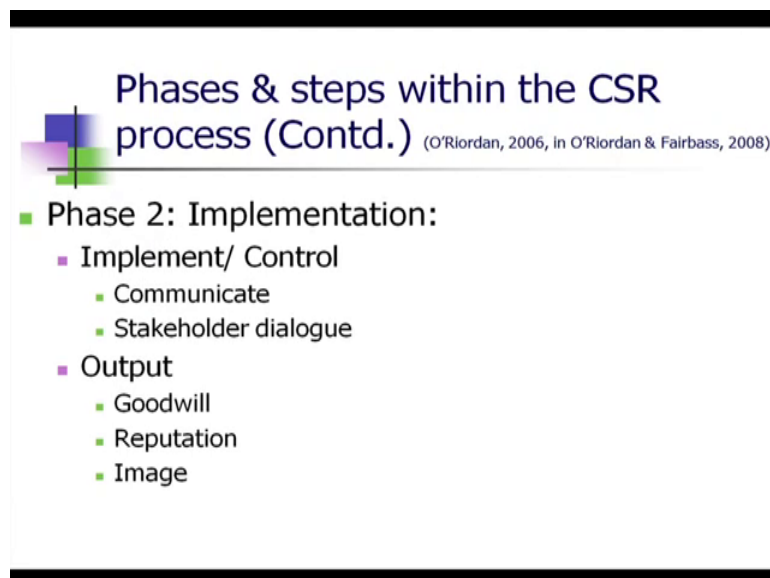 Phases & steps within the CSR
process (Contd.) (O'Riordan, 2006, in O'Riordan & Fairbass, 2008)
Phase 2: Implementation:
Implement/ Control
Communicate
Stakeholder dialogue
Output
Goodwill
Reputation
Image